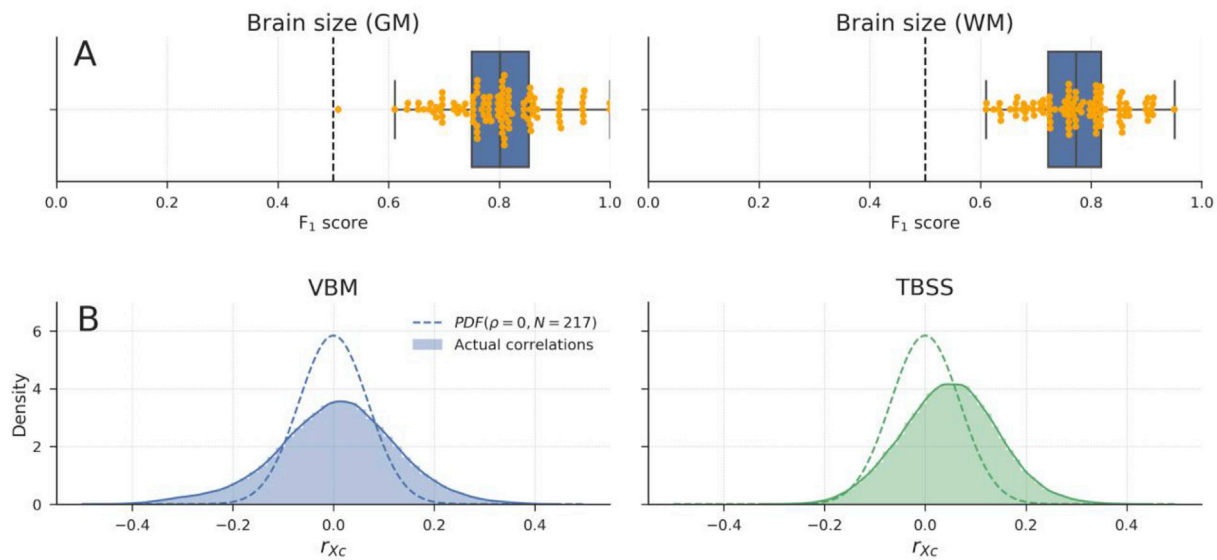 Brain size (GM)
Brain size (WM)
A
0.0 0.2 0.4 0.6 0.8 1.0
F₁ score
0.0 0.2 0.4 0.6 0.8 1.0
F₁ score
VBM
TBSS
B
PDF(ρ = 0, N = 217)
Actual correlations
6
4
2
0
Density
−0.4 −0.2 0.0 0.2 0.4
r_Xc
−0.4 −0.2 0.0 0.2 0.4
r_Xc